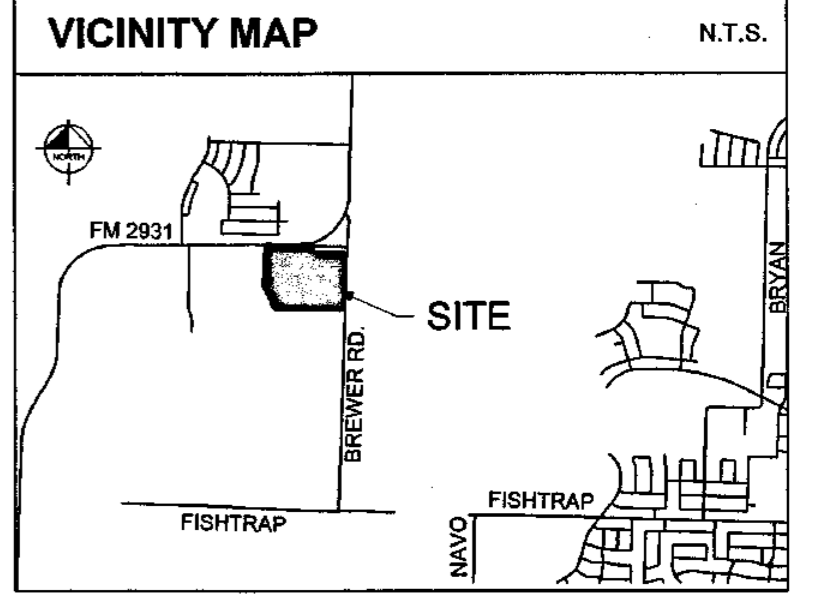 VICINITY MAP
N.T.S.
NORTH
FM 2931
BRYAN
SITE
BREWER RD.
FISHTRAP
FISHTRAP
NAVO